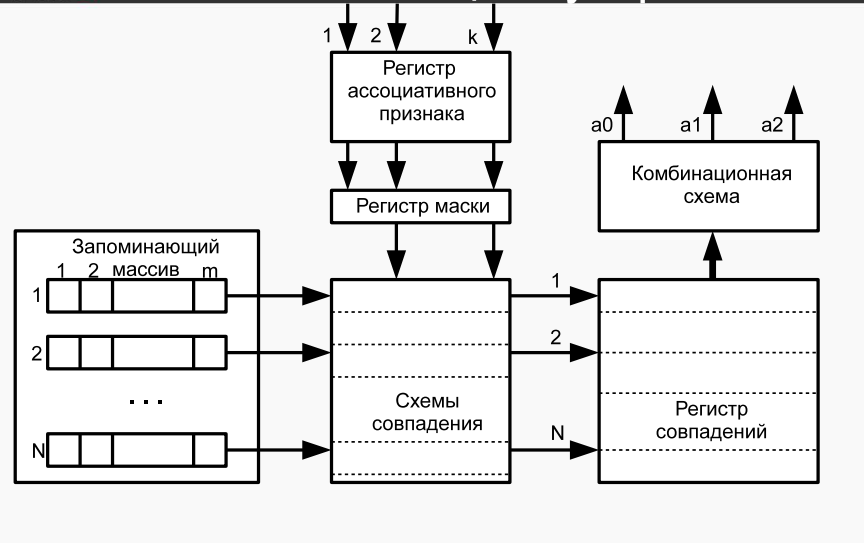 1 2 k
Регистр
ассоциативного
признака
a0 a1 a2
Комбинационная
схема
Регистр маски
Запоминающий
массив
1 2 m
1
2
...
N
Схемы
совпадения
1
2
N
Регистр
совпадений